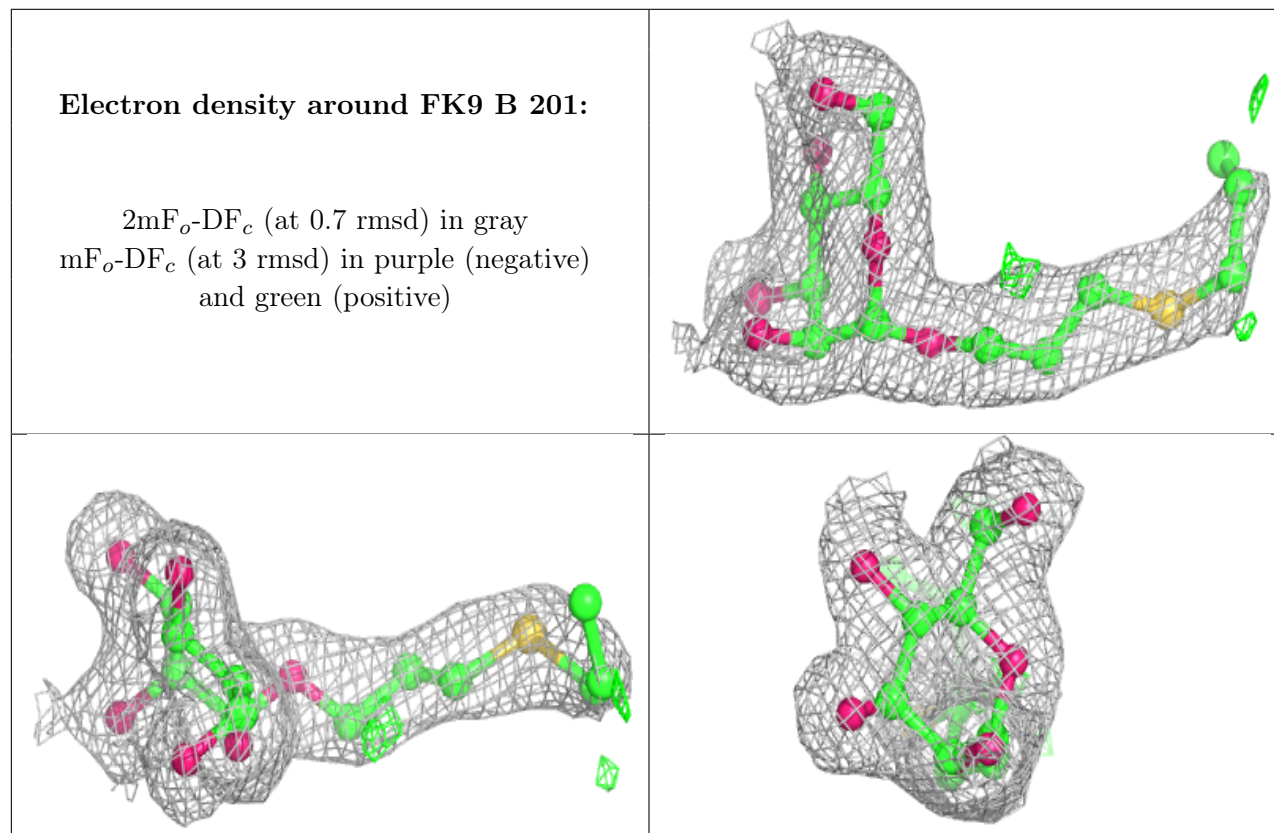 Electron density around FK9 B 201:
2mFo-DFc (at 0.7 rmsd) in gray
mFo-DFc (at 3 rmsd) in purple (negative)
and green (positive)